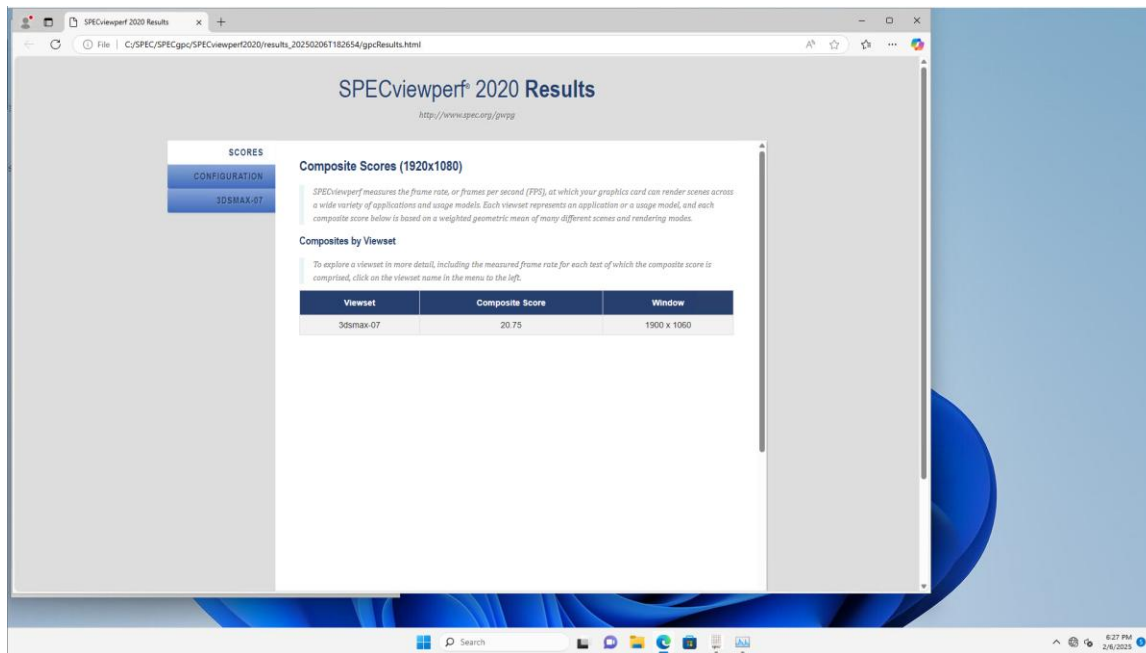 SPECviewperf 2020 Results
File | C:/SPEC/SPECgpc/SPECviewperf2020/results_20250206T182654/gpcResults.html
SPECviewperf® 2020 Results
http://www.spec.org/gwpg
SCORES
CONFIGURATION
3DSMAX-07
Composite Scores (1920x1080)
SPECviewperf measures the frame rate, or frames per second (FPS), at which your graphics card can render scenes across
a wide variety of applications and usage models. Each viewset represents an application or a usage model, and each
composite score below is based on a weighted geometric mean of many different scenes and rendering modes.
Composites by Viewset
To explore a viewset in more detail, including the measured frame rate for each test of which the composite score is
comprised, click on the viewset name in the menu to the left.
Viewset Composite Score Window
3dsmax-07 20.75 1900 x 1060
Search
6:27 PM
2/6/2025